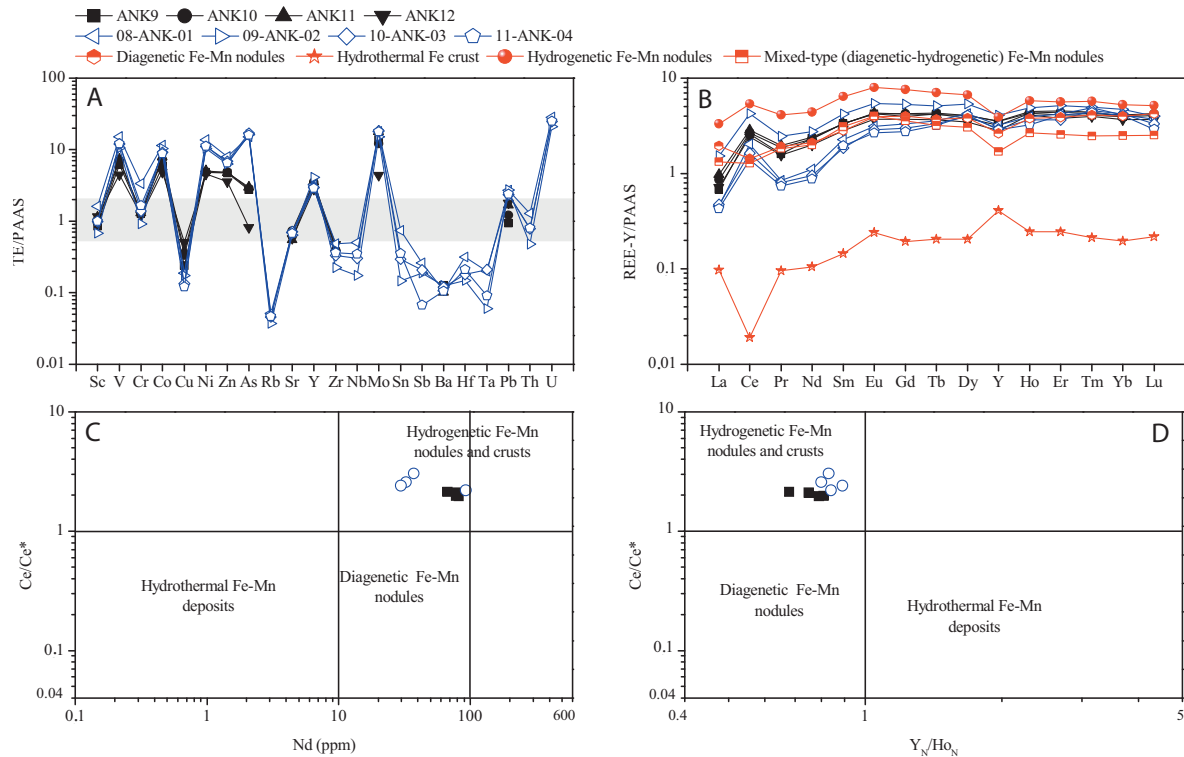 ANK9 ANK10 ANK11 ANK12
08-ANK-01 09-ANK-02 10-ANK-03 11-ANK-04
Diagenetic Fe-Mn nodules Hydrothermal Fe crust Hydrogenetic Fe-Mn nodules Mixed-type (diagenetic-hydrogenetic) Fe-Mn nodules
A
TE/PAAS
100
10
1
0.1
0.01
Sc V Cr Co Cu Ni Zn As Rb Sr Y Zr Nb Mo Sn Sb Ba Hf Ta Pb Th U
B
REE-Y/PAAS
10
1
0.1
0.01
La Ce Pr Nd Sm Eu Gd Tb Dy Y Ho Er Tm Yb Lu
C
Ce/Ce*
10
1
0.1
0.04
Hydrogenetic Fe-Mn
nodules and crusts
Hydrothermal Fe-Mn
deposits
Diagenetic Fe-Mn
nodules
0.1 1 10 100 600
Nd (ppm)
D
Ce/Ce*
10
1
0.1
0.04
Hydrogenetic Fe-Mn
nodules and crusts
Diagenetic Fe-Mn
nodules
Hydrothermal Fe-Mn
deposits
0.4 1 5
Y_N/Ho_N